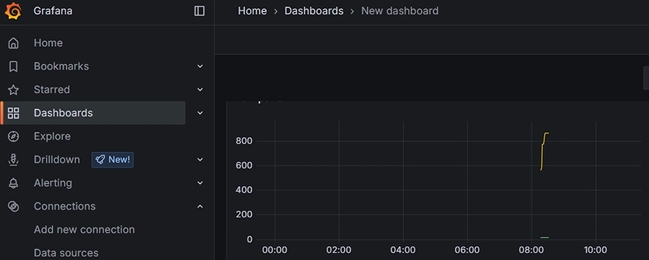 Grafana
Home > Dashboards > New dashboard
Home
Bookmarks
Starred
Dashboards
Explore
Drilldown New!
Alerting
Connections
Add new connection
Data sources
800
600
400
200
0
00:00 02:00 04:00 06:00 08:00 10:00